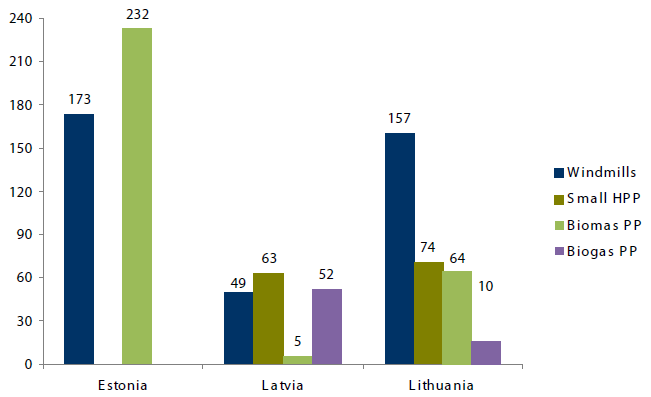 240
210
180
150
120
90
60
30
0
173
232
49
63
5
52
157
74
64
10
Estonia
Latvia
Lithuania
Windmills
Small HPP
Biomas PP
Biogas PP